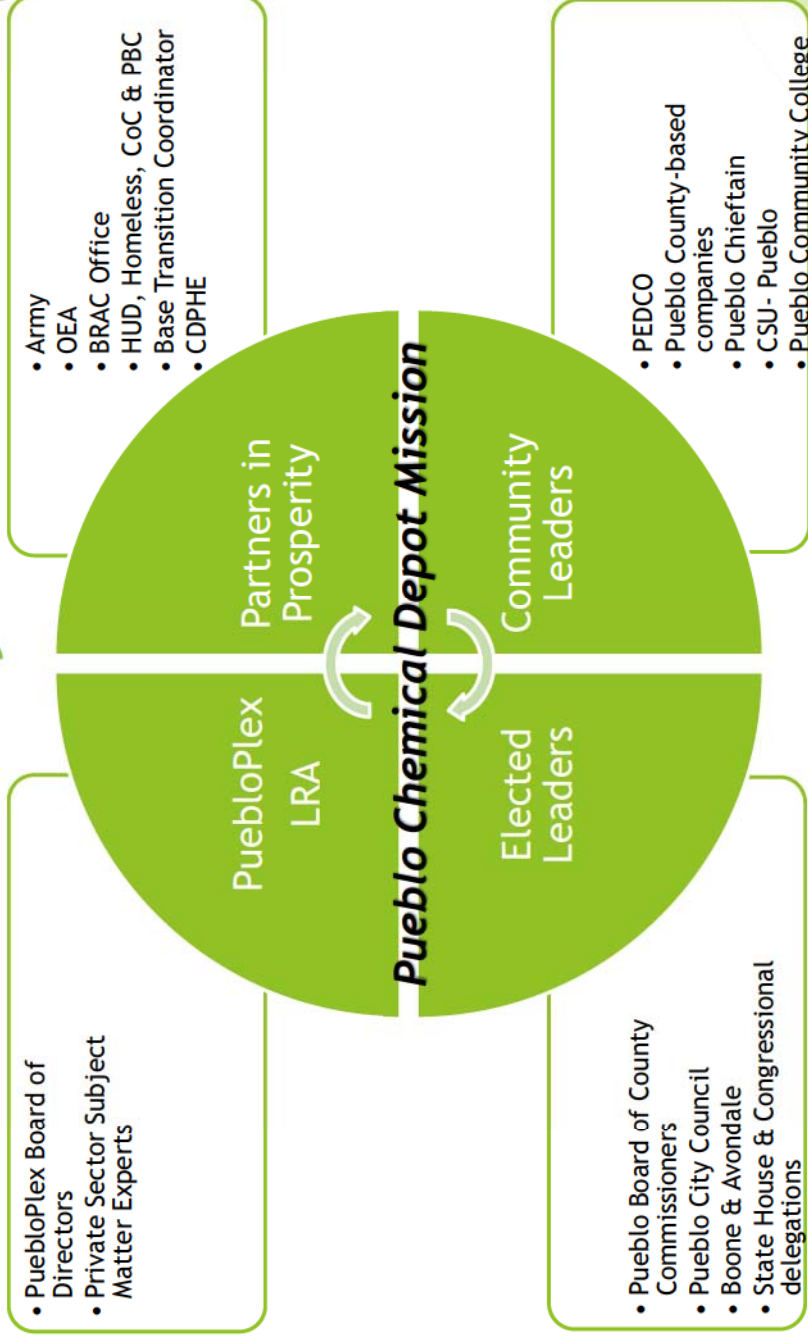 • PuebloPlex Board of
Directors
• Private Sector Subject
Matter Experts
• Army
• OEA
• BRAC Office
• HUD, Homeless, CoC & PBC
• Base Transition Coordinator
• CDPHE
PuebloPlex
LRA
Partners in
Prosperity
Pueblo Chemical Depot Mission
Elected
Leaders
Community
Leaders
• Pueblo Board of County
Commissioners
• Pueblo City Council
• Boone & Avondale
• State House & Congressional
delegations
• PEDCO
• Pueblo County-based
companies
• Pueblo Chieftain
• CSU- Pueblo
• Pueblo Community College